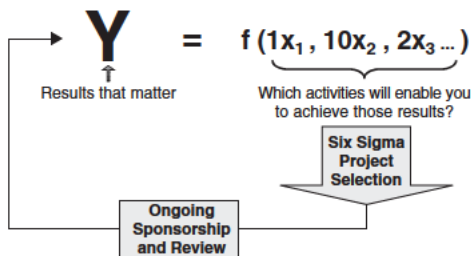 Y = f (1x₁ , 10x₂ , 2x₃ ... )
Results that matter
Which activities will enable you
to achieve those results?
Six Sigma
Project
Selection
Ongoing
Sponsorship
and Review